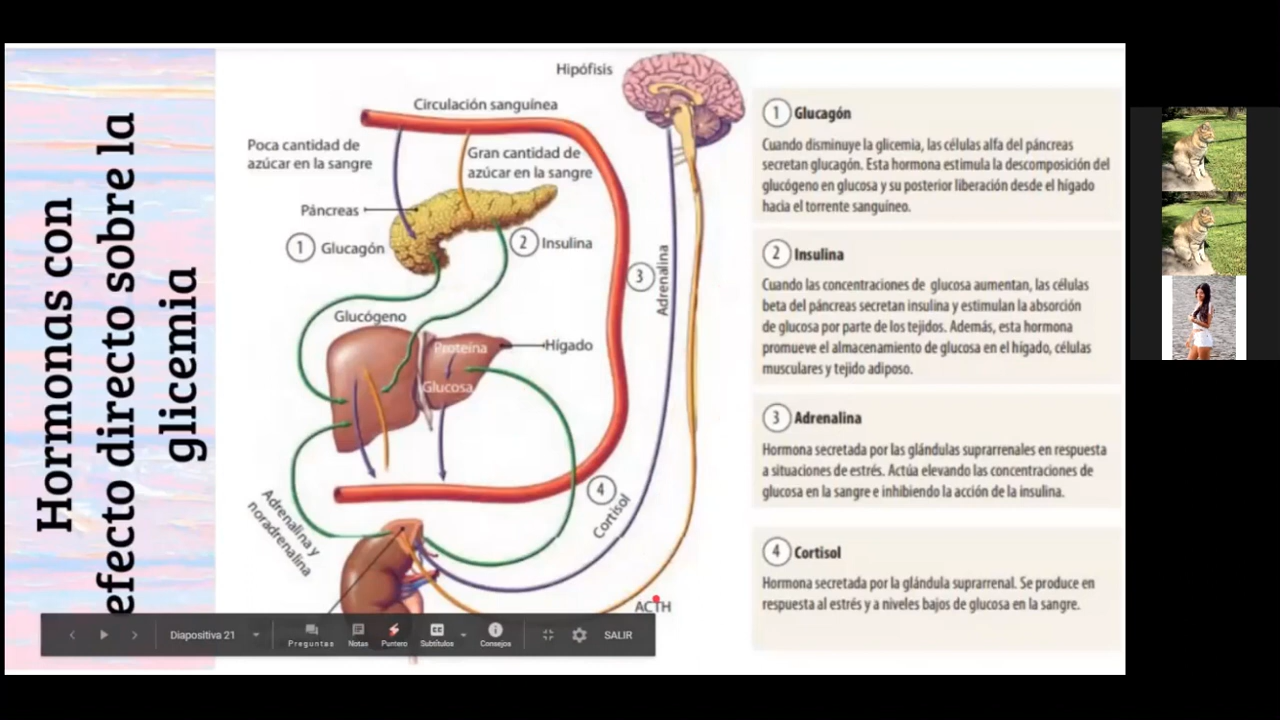 Hormonas con
efecto directo sobre la
glicemia
Hipófisis
Circulación sanguínea
Poca cantidad de
azúcar en la sangre
Gran cantidad de
azúcar en la sangre
Páncreas
1 Glucagón
2 Insulina
3
Adrenalina
Glucógeno
Proteína
Hígado
Glucosa
4
Cortisol
Adrenalina y
noradrenalina
ACTH
1 Glucagón
Cuando disminuye la glicemia, las células alfa del páncreas
secretan glucagón. Esta hormona estimula la descomposición del
glucógeno en glucosa y su posterior liberación desde el hígado
hacia el torrente sanguíneo.
2 Insulina
Cuando las concentraciones de glucosa aumentan, las células
beta del páncreas secretan insulina y estimulan la absorción
de glucosa por parte de los tejidos. Además, esta hormona
promueve el almacenamiento de glucosa en el hígado, células
musculares y tejido adiposo.
3 Adrenalina
Hormona secretada por las glándulas suprarrenales en respuesta
a situaciones de estrés. Actúa elevando las concentraciones de
glucosa en la sangre e inhibiendo la acción de la insulina.
4 Cortisol
Hormona secretada por la glándula suprarrenal. Se produce en
respuesta al estrés y a niveles bajos de glucosa en la sangre.
Diapositiva 21
Preguntas
Notas
Puntero
CC
Subtítulos
Consejos
SALIR